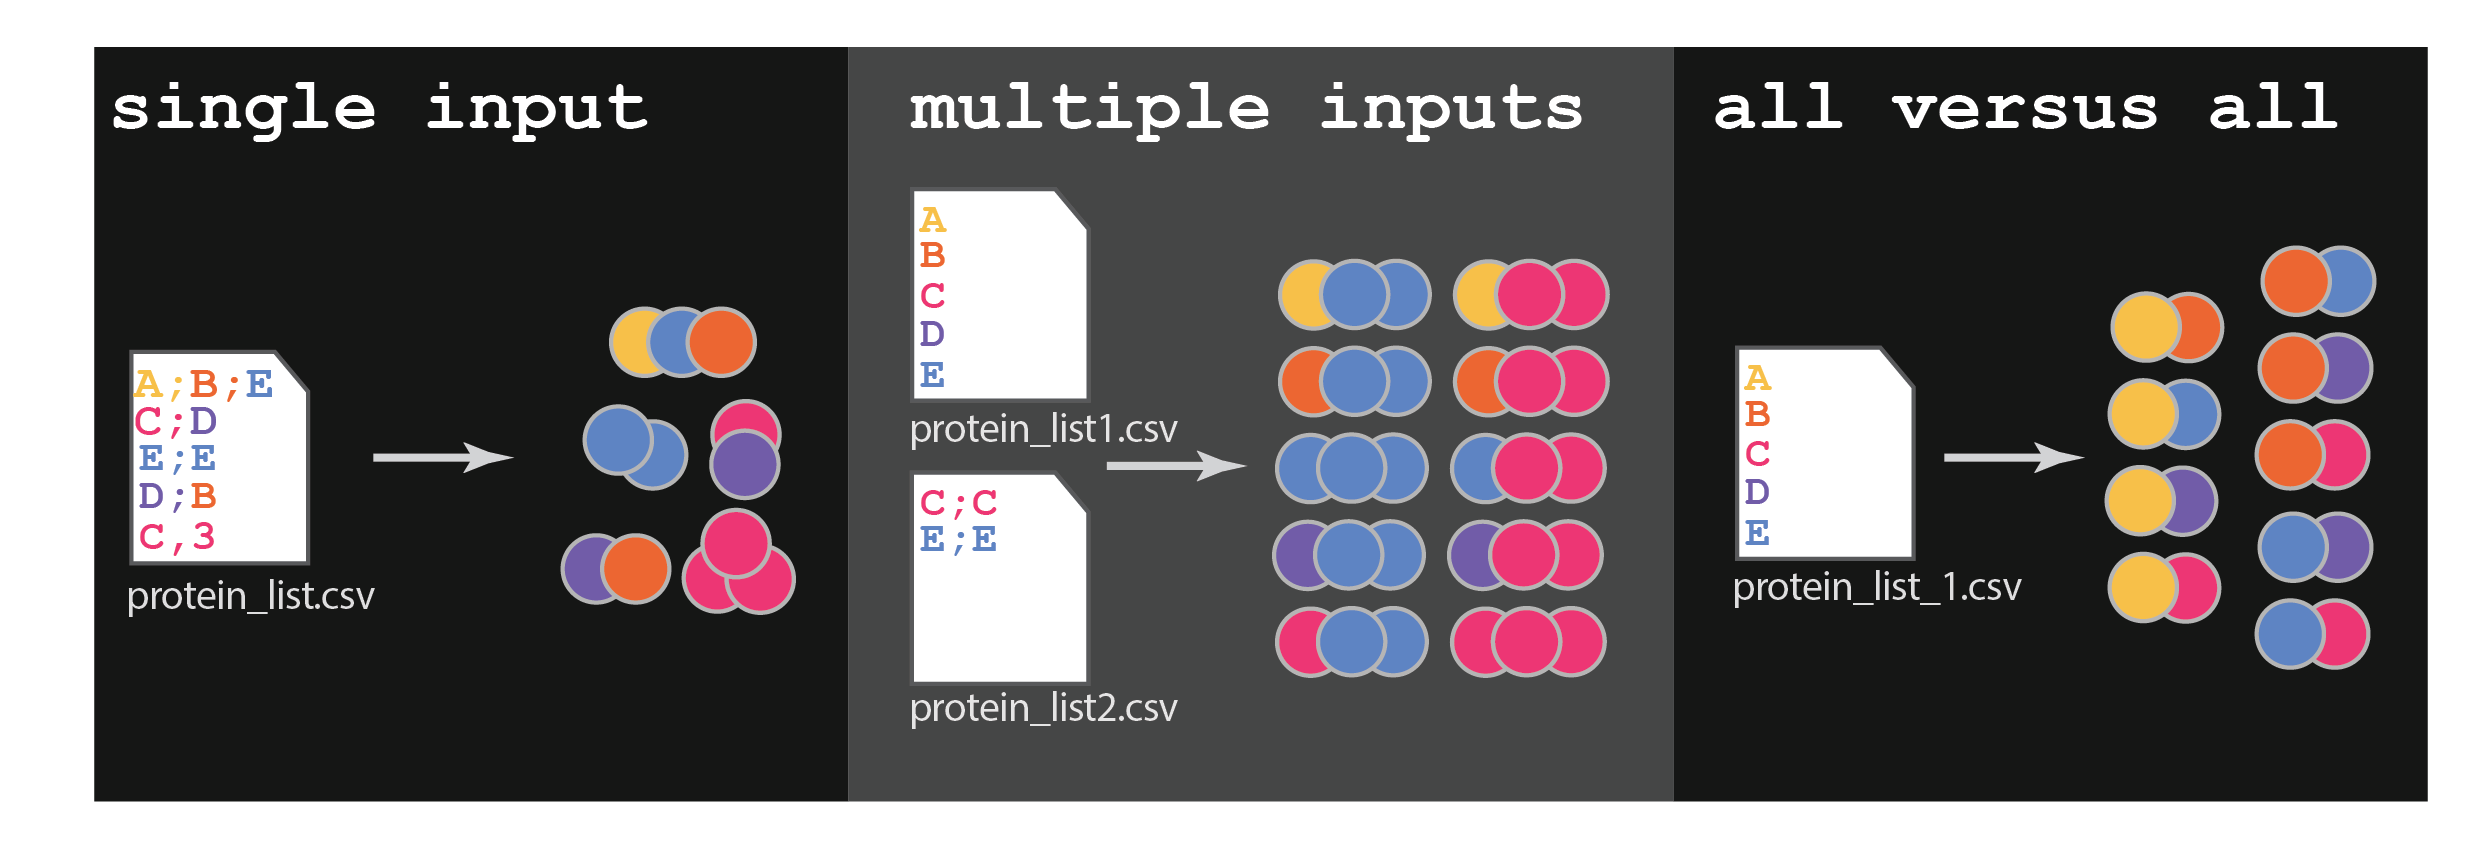 single input
A;B;E
C;D
E;E
D;B
C,3
protein_list.csv
multiple inputs
A
B
C
D
E
protein_list1.csv
C;C
E;E
protein_list2.csv
all versus all
A
B
C
D
E
protein_list_1.csv